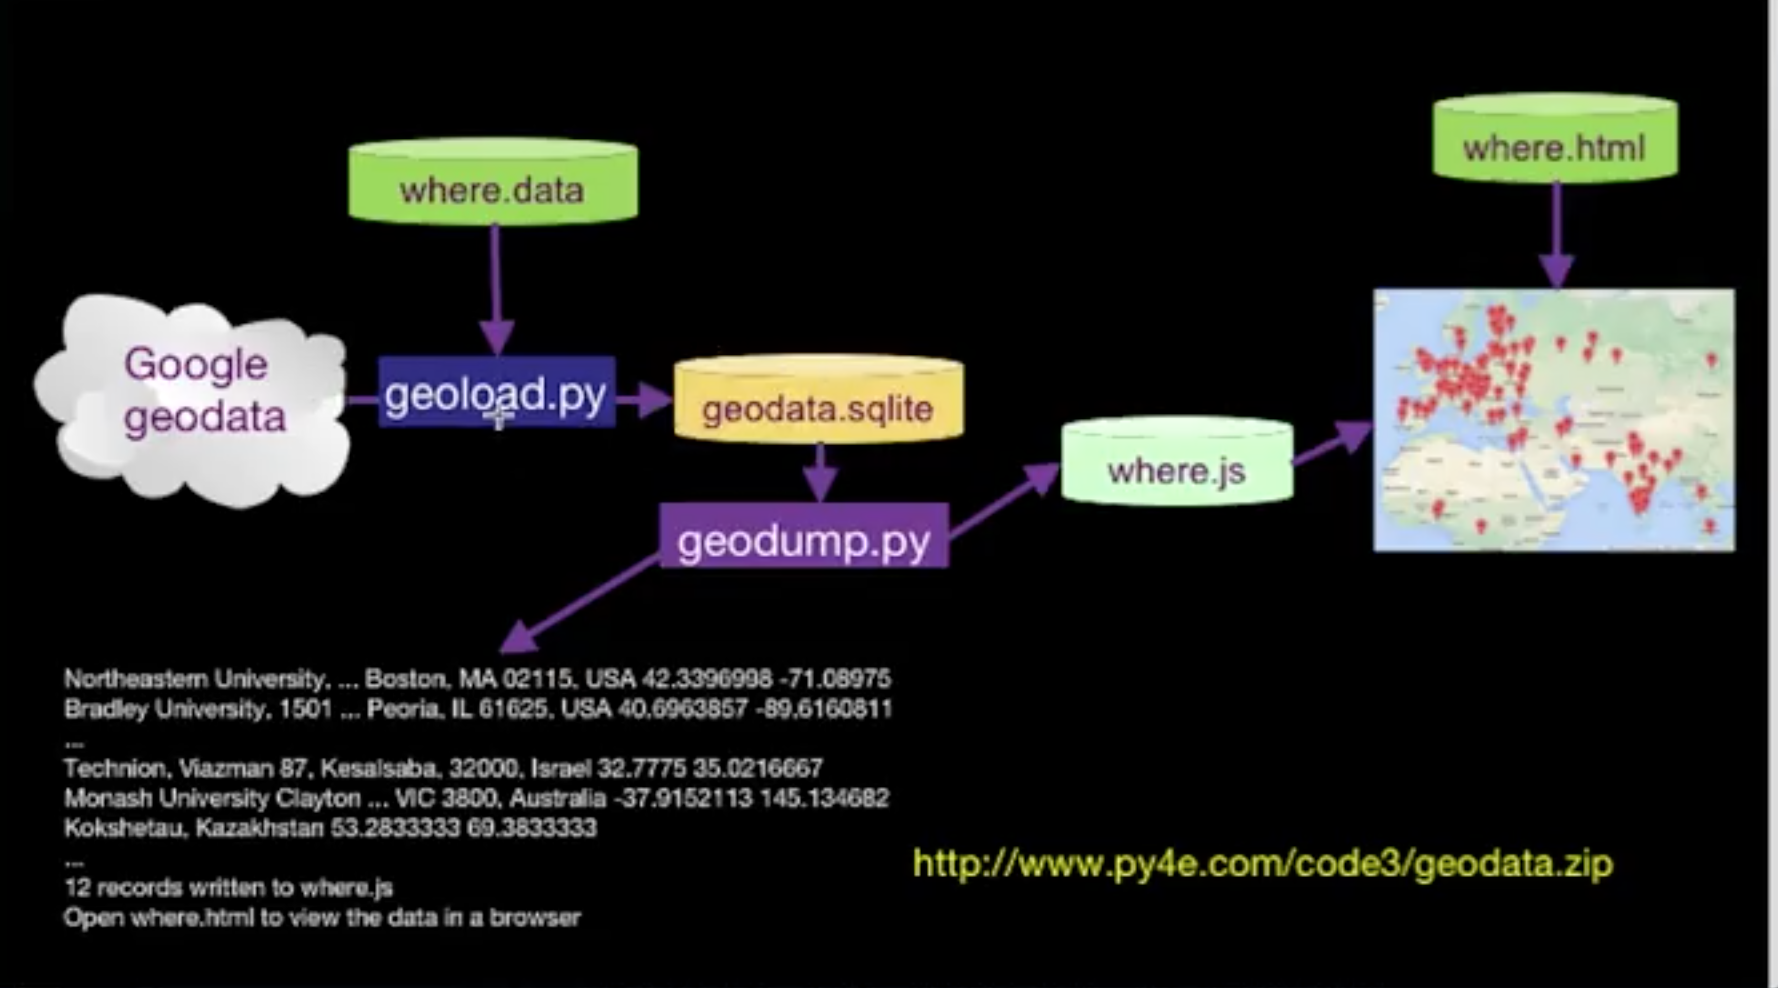 where.html
where.data
Google
geodata
geoload.py
geodata.sqlite
where.js
geodump.py
Northeastern University, ... Boston, MA 02115, USA 42.3396998 -71.08975
Bradley University, 1501 ... Peoria, IL 61625, USA 40.6963857 -89.6160811
...
Technion, Viazman 87, Kesalsaba, 32000, Israel 32.7775 35.0216667
Monash University Clayton ... VIC 3800, Australia -37.9152113 145.134682
Kokshetau, Kazakhstan 53.2833333 69.3833333
...
12 records written to where.js
Open where.html to view the data in a browser
http://www.py4e.com/code3/geodata.zip